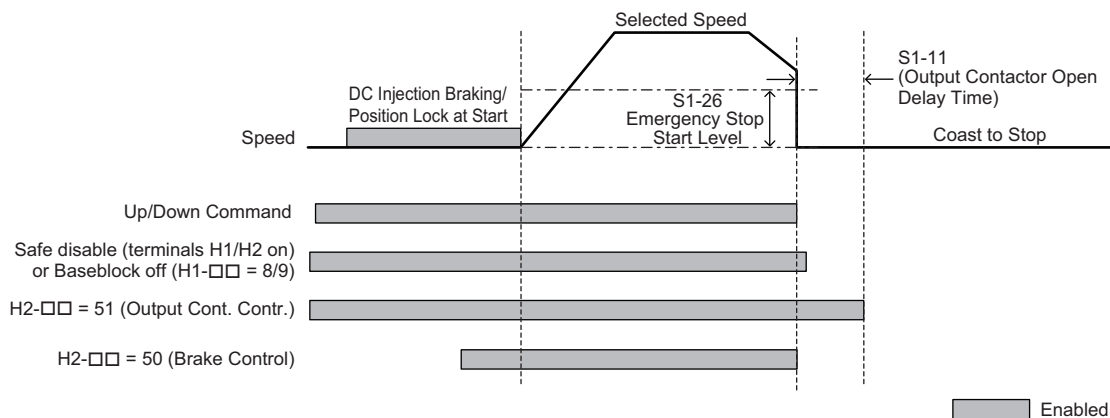 Selected Speed
S1-11
(Output Contactor Open
Delay Time)
DC Injection Braking/
Position Lock at Start
S1-26
Emergency Stop
Start Level
Speed
Coast to Stop
Up/Down Command
Safe disable (terminals H1/H2 on)
or Baseblock off (H1-□□ = 8/9)
H2-□□ = 51 (Output Cont. Contr.)
H2-□□ = 50 (Brake Control)
Enabled